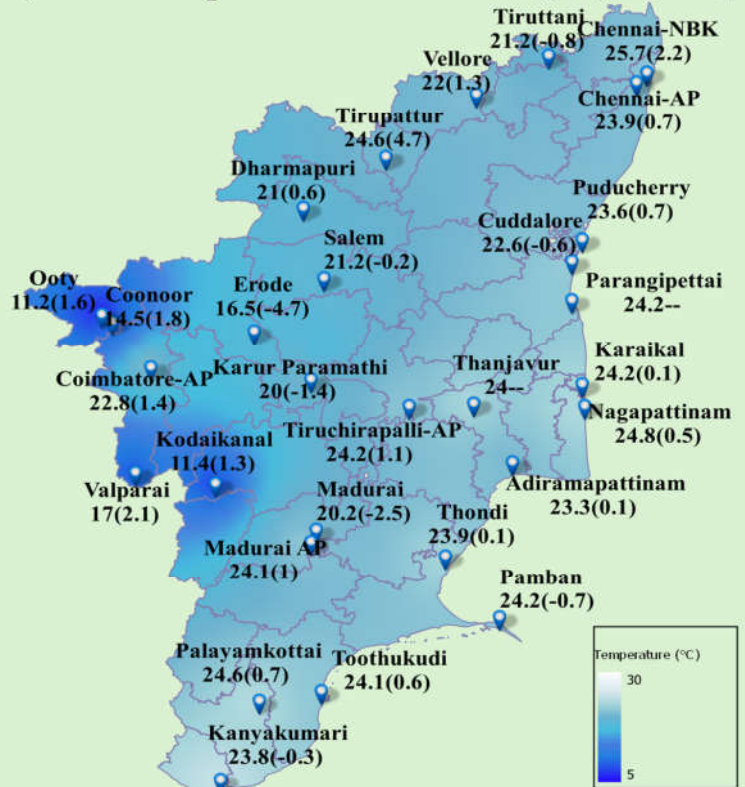 Tiruttani
21.2(-0.8)
Chennai-NBK
25.7(2.2)
Vellore
22(1.3)
Chennai-AP
23.9(0.7)
Tirupattur
24.6(4.7)
Dharmapuri
21(0.6)
Puducherry
23.6(0.7)
Cuddalore
22.6(-0.6)
Salem
21.2(-0.2)
Ooty
11.2(1.6)
Coonoor
14.5(1.8)
Erode
16.5(-4.7)
Parangipettai
24.2--
Karaikal
24.2(0.1)
Coimbatore-AP
22.8(1.4)
Karur Paramathi
20(-1.4)
Thanjavur
24--
Nagapattinam
24.8(0.5)
Tiruchirapalli-AP
24.2(1.1)
Kodaikanal
11.4(1.3)
Valparai
17(2.1)
Adiramapattinam
23.3(0.1)
Madurai
20.2(-2.5)
Thondi
23.9(0.1)
Madurai AP
24.1(1)
Pamban
24.2(-0.7)
Palayamkottai
24.6(0.7)
Toothukudi
24.1(0.6)
Kanyakumari
23.8(-0.3)
Temperature (°C)
30
5